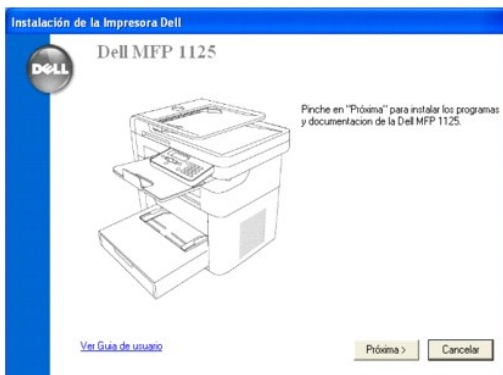 Instalación de la Impresora Dell
DELL
Dell MFP 1125
Pinche en "Próxima" para instalar los programas
y documentacion de la Dell MFP 1125.
Ver Guia de usuario
Próxima >
Cancelar